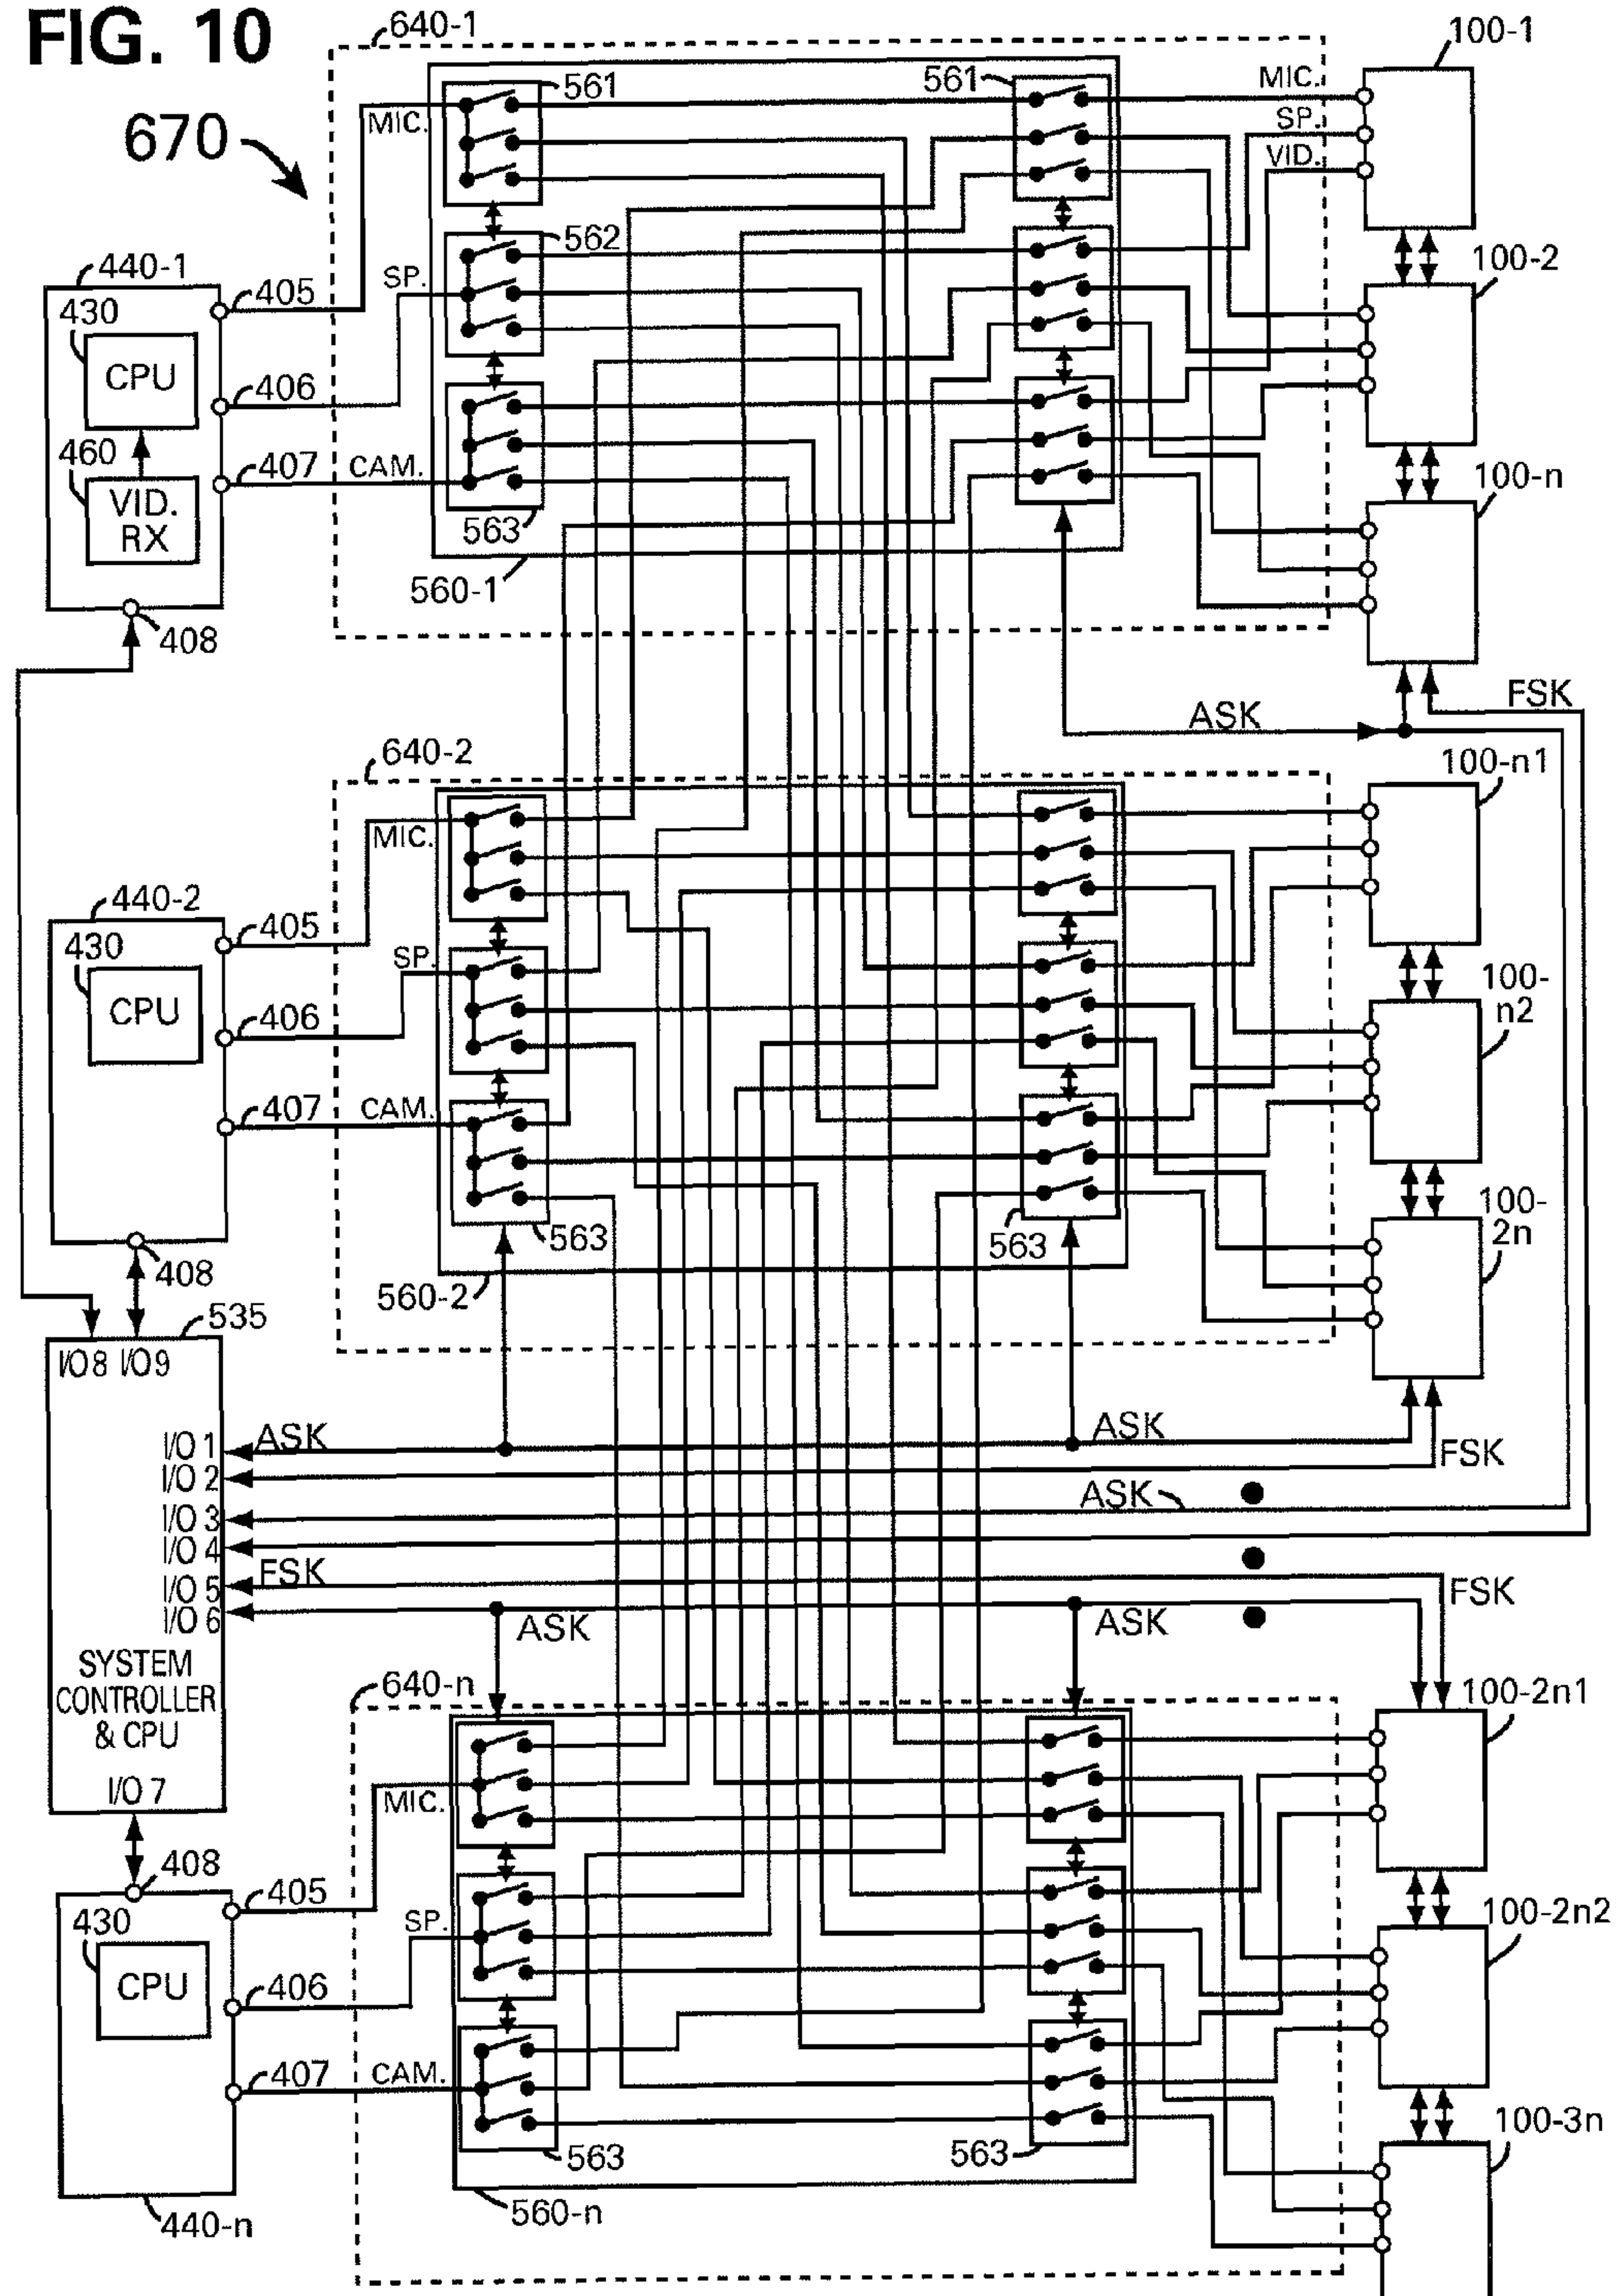 FIG. 10
670
640-1
561
561
MIC.
MIC.
SP.
VID.
100-1
562
SP.
440-1
405
430
CPU
406
460
VID.
RX
407
CAM.
563
560-1
408
100-2
100-n
FSK
ASK
640-2
100-n1
MIC.
440-2
405
430
CPU
SP.
406
100-
n2
407
CAM.
563
563
560-2
408
100-
2n
535
I/O 8 I/O 9
I/O 1
ASK
ASK
I/O 2
FSK
I/O 3
ASK
I/O 4
I/O 5
FSK
FSK
I/O 6
ASK
ASK
SYSTEM
CONTROLLER
& CPU
I/O 7
640-n
100-2n1
MIC.
408
405
430
CPU
SP.
406
100-2n2
407
CAM.
563
563
560-n
440-n
100-3n